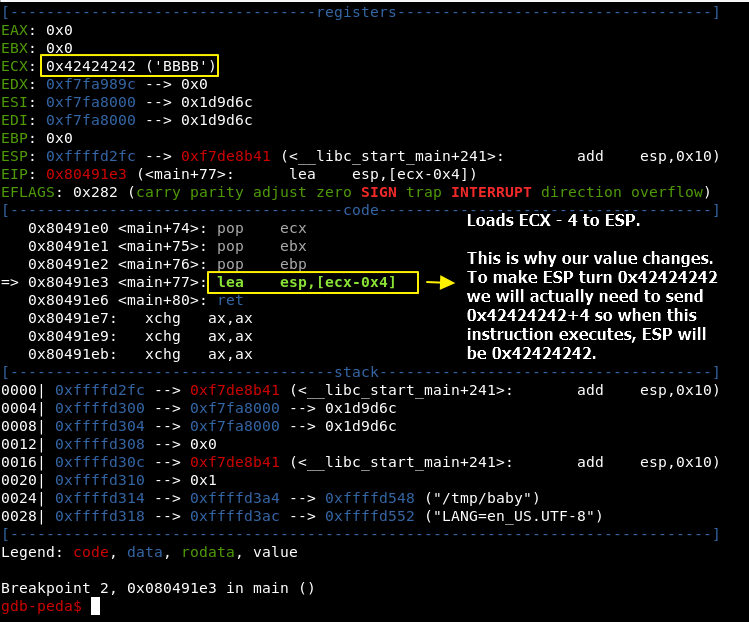 [----------------------------------registers-----------------------------------]
EAX: 0x0
EBX: 0x0
ECX: 0x42424242 ('BBBB')
EDX: 0xf7fa989c --> 0x0
ESI: 0xf7fa8000 --> 0x1d9d6c
EDI: 0xf7fa8000 --> 0x1d9d6c
EBP: 0x0
ESP: 0xffffd2fc --> 0xf7de8b41 (<__libc_start_main+241>: add esp,0x10)
EIP: 0x80491e3 (<main+77>: lea esp,[ecx-0x4])
EFLAGS: 0x282 (carry parity adjust zero SIGN trap INTERRUPT direction overflow)
[-------------------------------------code-------------------------------------]
0x80491e0 <main+74>: pop ecx
0x80491e1 <main+75>: pop ebx
0x80491e2 <main+76>: pop ebp
=> 0x80491e3 <main+77>: lea esp,[ecx-0x4]
0x80491e6 <main+80>: ret
0x80491e7: xchg ax,ax
0x80491e9: xchg ax,ax
0x80491eb: xchg ax,ax
Loads ECX - 4 to ESP.
This is why our value changes.
To make ESP turn 0x42424242
we will actually need to send
0x42424242+4 so when this
instruction executes, ESP will
be 0x42424242.
[------------------------------------stack-------------------------------------]
0000| 0xffffd2fc --> 0xf7de8b41 (<__libc_start_main+241>: add esp,0x10)
0004| 0xffffd300 --> 0xf7fa8000 --> 0x1d9d6c
0008| 0xffffd304 --> 0xf7fa8000 --> 0x1d9d6c
0012| 0xffffd308 --> 0x0
0016| 0xffffd30c --> 0xf7de8b41 (<__libc_start_main+241>: add esp,0x10)
0020| 0xffffd310 --> 0x1
0024| 0xffffd314 --> 0xffffd3a4 --> 0xffffd548 ("/tmp/baby")
0028| 0xffffd318 --> 0xffffd3ac --> 0xffffd552 ("LANG=en_US.UTF-8")
[------------------------------------------------------------------------------]
Legend: code, data, rodata, value
Breakpoint 2, 0x080491e3 in main ()
gdb-peda$